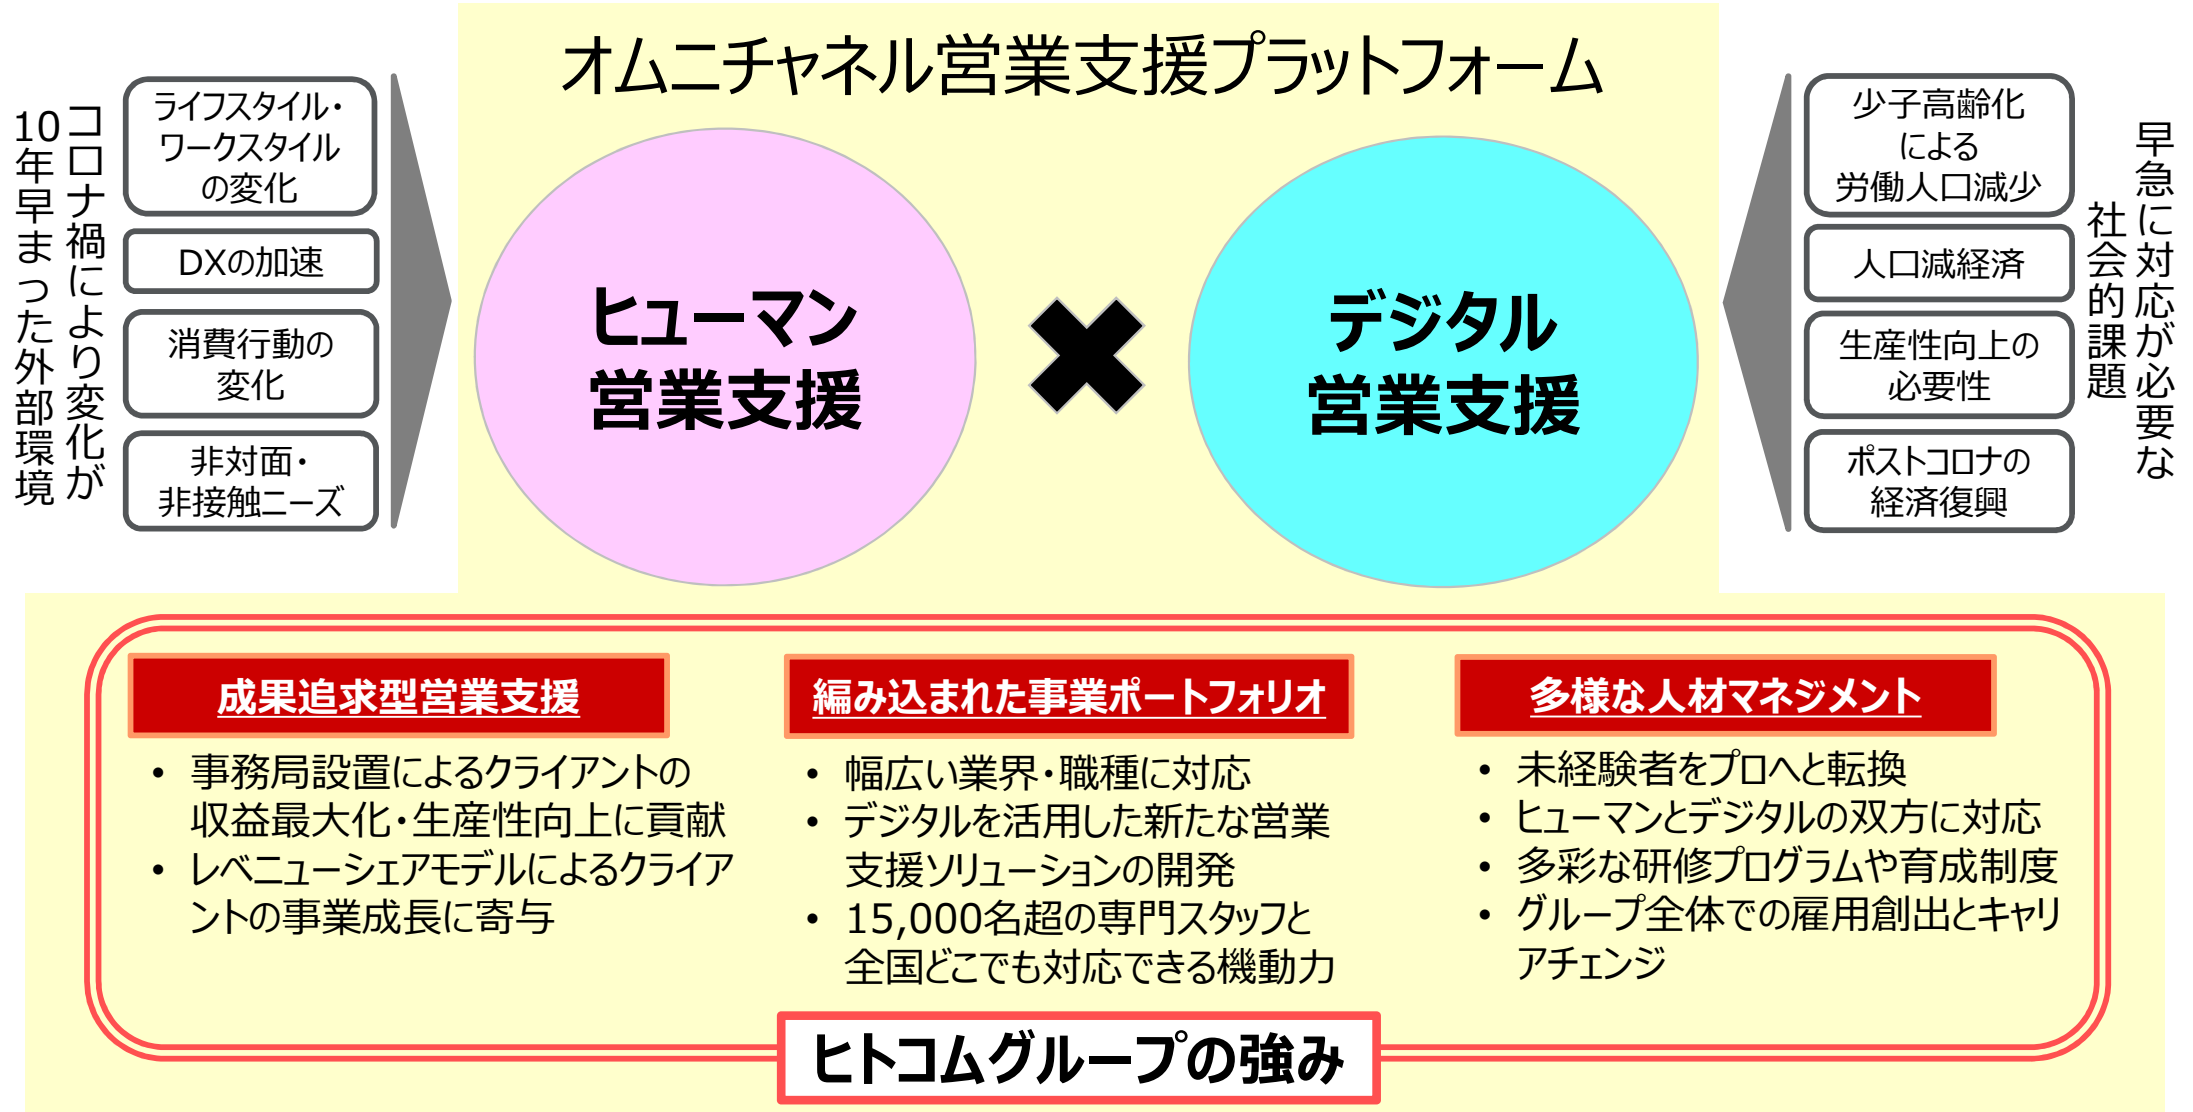 オムニチャネル営業支援プラットフォーム
コロナ禍により変化が
10年早まった外部環境
ライフスタイル・
ワークスタイル
の変化
DXの加速
消費行動の
変化
非対面・
非接触ニーズ
ヒューマン
営業支援
✖
デジタル
営業支援
少子高齢化
による
労働人口減少
人口減経済
生産性向上の
必要性
ポストコロナの
経済復興
早急に対応が必要な
社会的課題
成果追求型営業支援
• 事務局設置によるクライアントの
収益最大化・生産性向上に貢献
• レベニューシェアモデルによるクライア
ントの事業成長に寄与
編み込まれた事業ポートフォリオ
• 幅広い業界・職種に対応
• デジタルを活用した新たな営業
支援ソリューションの開発
• 15,000名超の専門スタッフと
全国どこでも対応できる機動力
多様な人材マネジメント
• 未経験者をプロへと転換
• ヒューマンとデジタルの双方に対応
• 多彩な研修プログラムや育成制度
• グループ全体での雇用創出とキャリ
アチェンジ
ヒトコムグループの強み